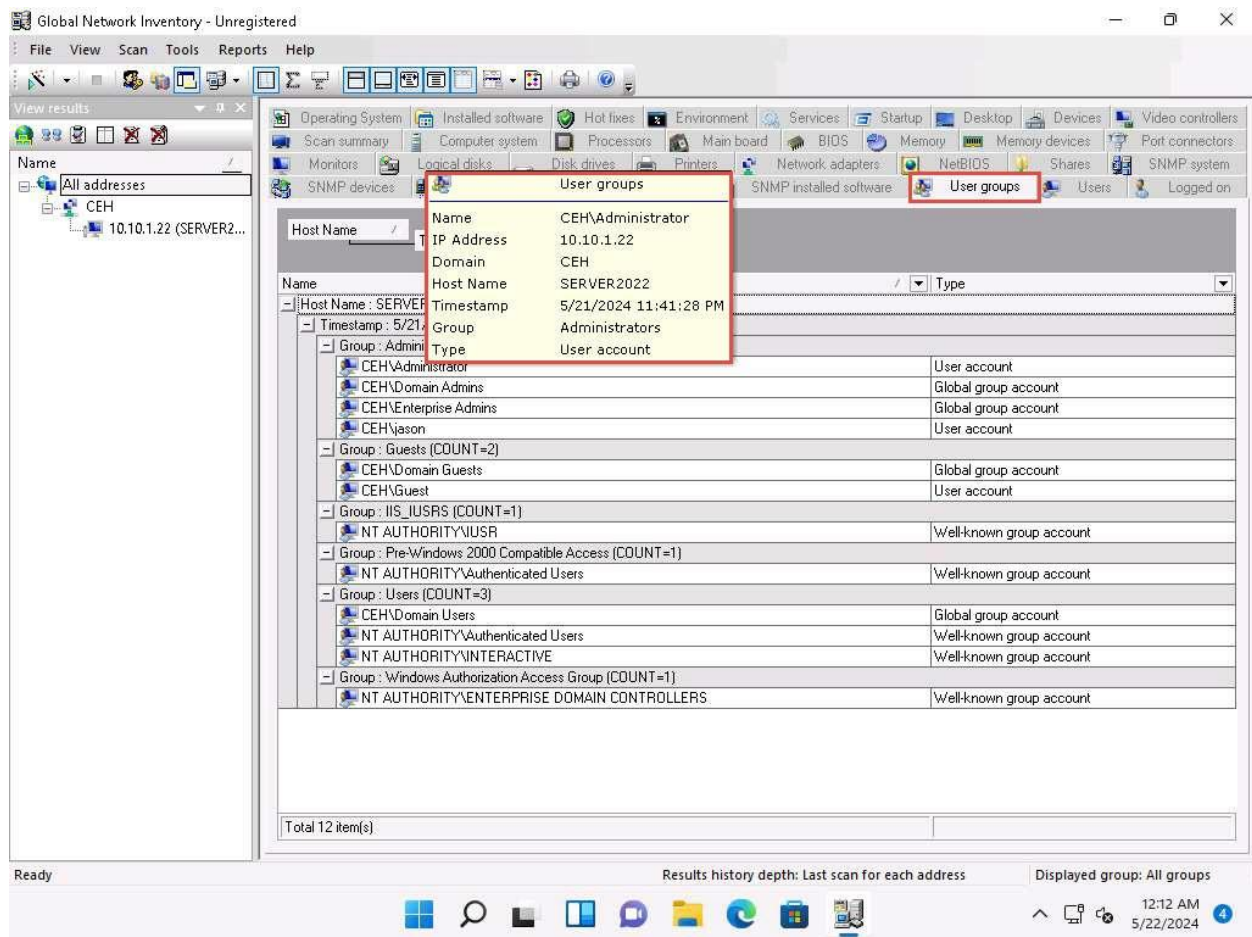 Global Network Inventory - Unregistered
File View Scan Tools Reports Help
View results
Name
All addresses
CEH
10.10.1.22 (SERVER2...
Operating System Installed software Hot fixes Environment Services Startup Desktop Devices Video controllers
Scan summary Computer system Processors Main board BIOS Memory Memory devices Port connectors
Monitors Logical disks Disk drives Printers Network adapters NetBIOS Shares SNMP system
SNMP devices SNMP installed software User groups Users Logged on
User groups
Name CEH\Administrator
IP Address 10.10.1.22
Domain CEH
Host Name SERVER2022
Timestamp 5/21/2024 11:41:28 PM
Group Administrators
Type User account
Host Name
Name Type
Host Name : SERVER
Timestamp : 5/21/
Group : Admini
CEH\Administrator User account
CEH\Domain Admins Global group account
CEH\Enterprise Admins Global group account
CEH\jason User account
Group : Guests (COUNT=2)
CEH\Domain Guests Global group account
CEH\Guest User account
Group : IIS_IUSRS (COUNT=1)
NT AUTHORITY\IUSR Well-known group account
Group : Pre-Windows 2000 Compatible Access (COUNT=1)
NT AUTHORITY\Authenticated Users Well-known group account
Group : Users (COUNT=3)
CEH\Domain Users Global group account
NT AUTHORITY\Authenticated Users Well-known group account
NT AUTHORITY\INTERACTIVE Well-known group account
Group : Windows Authorization Access Group (COUNT=1)
NT AUTHORITY\ENTERPRISE DOMAIN CONTROLLERS Well-known group account
Total 12 item(s)
Ready Results history depth: Last scan for each address Displayed group: All groups
12:12 AM
5/22/2024
4